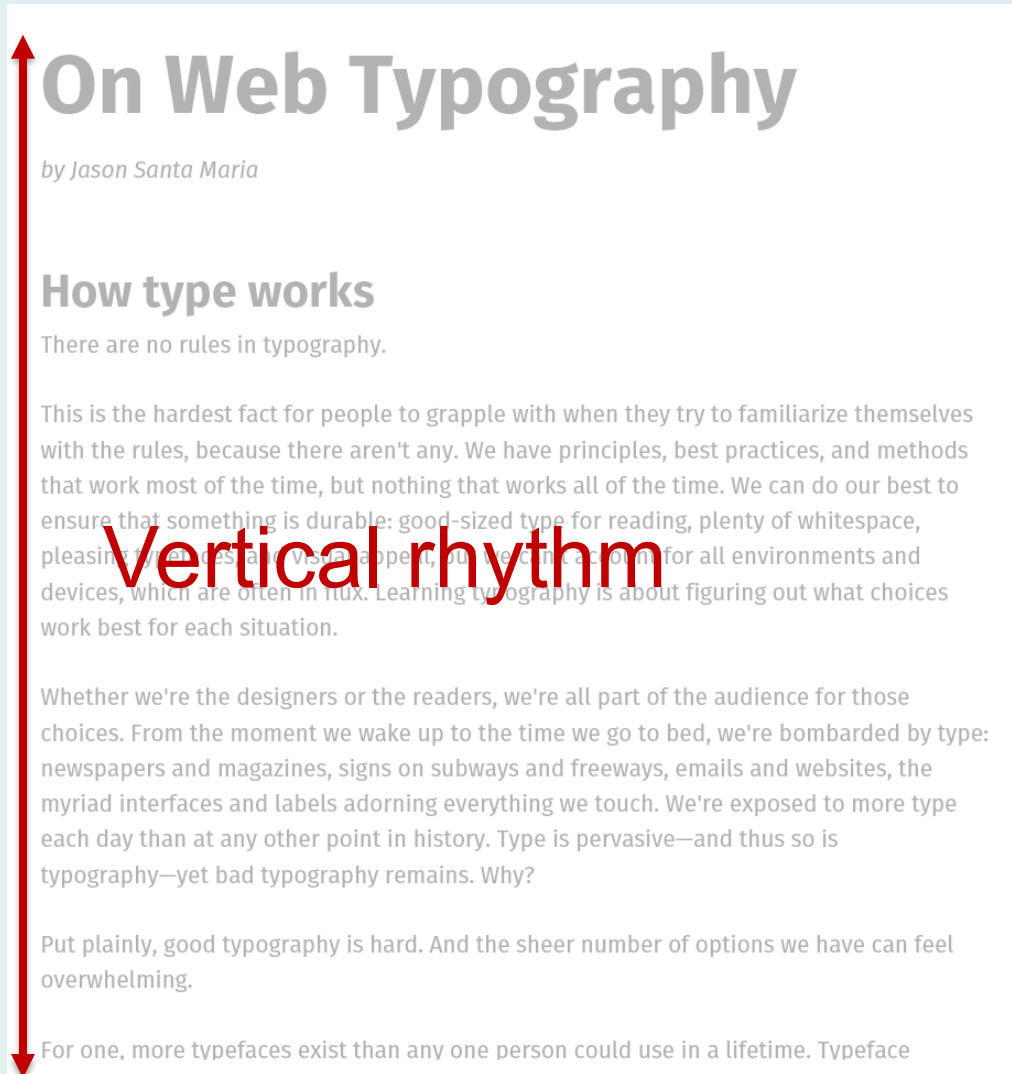 On Web Typography
by Jason Santa Maria
How type works
There are no rules in typography.
This is the hardest fact for people to grapple with when they try to familiarize themselves
with the rules, because there aren't any. We have principles, best practices, and methods
that work most of the time, but nothing that works all of the time. We can do our best to
ensure that something is durable: good-sized type for reading, plenty of whitespace,
pleasing typefaces, and visual appeal, but we can't account for all environments and
Vertical rhythm
devices, which are often in flux. Learning typography is about figuring out what choices
work best for each situation.
Whether we're the designers or the readers, we're all part of the audience for those
choices. From the moment we wake up to the time we go to bed, we're bombarded by type:
newspapers and magazines, signs on subways and freeways, emails and websites, the
myriad interfaces and labels adorning everything we touch. We're exposed to more type
each day than at any other point in history. Type is pervasive—and thus so is
typography—yet bad typography remains. Why?
Put plainly, good typography is hard. And the sheer number of options we have can feel
overwhelming.
For one, more typefaces exist than any one person could use in a lifetime. Typeface